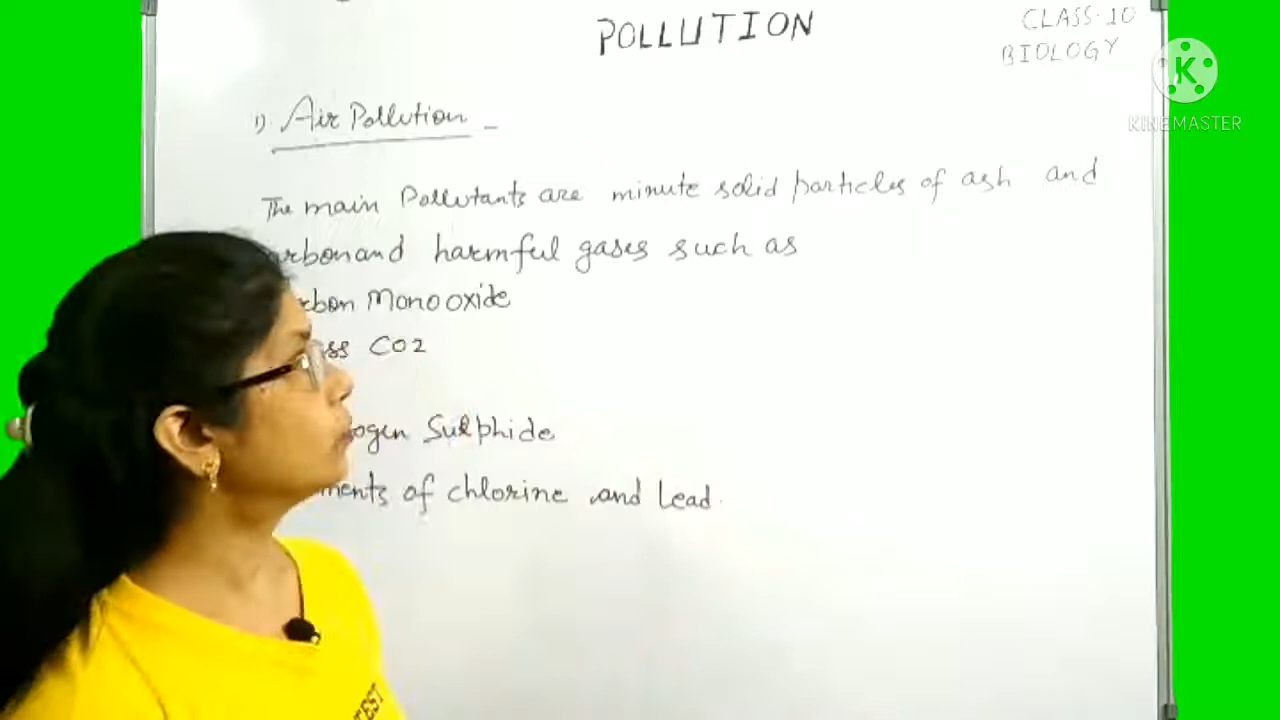 POLLUTION
CLASS-10
BIOLOGY
KINEMASTER
1) Air Pollution -
The main Pollutants are minute solid particles of ash and
and harmful gases such as
Monooxide
CO2
Sulphide
of chlorine and lead.